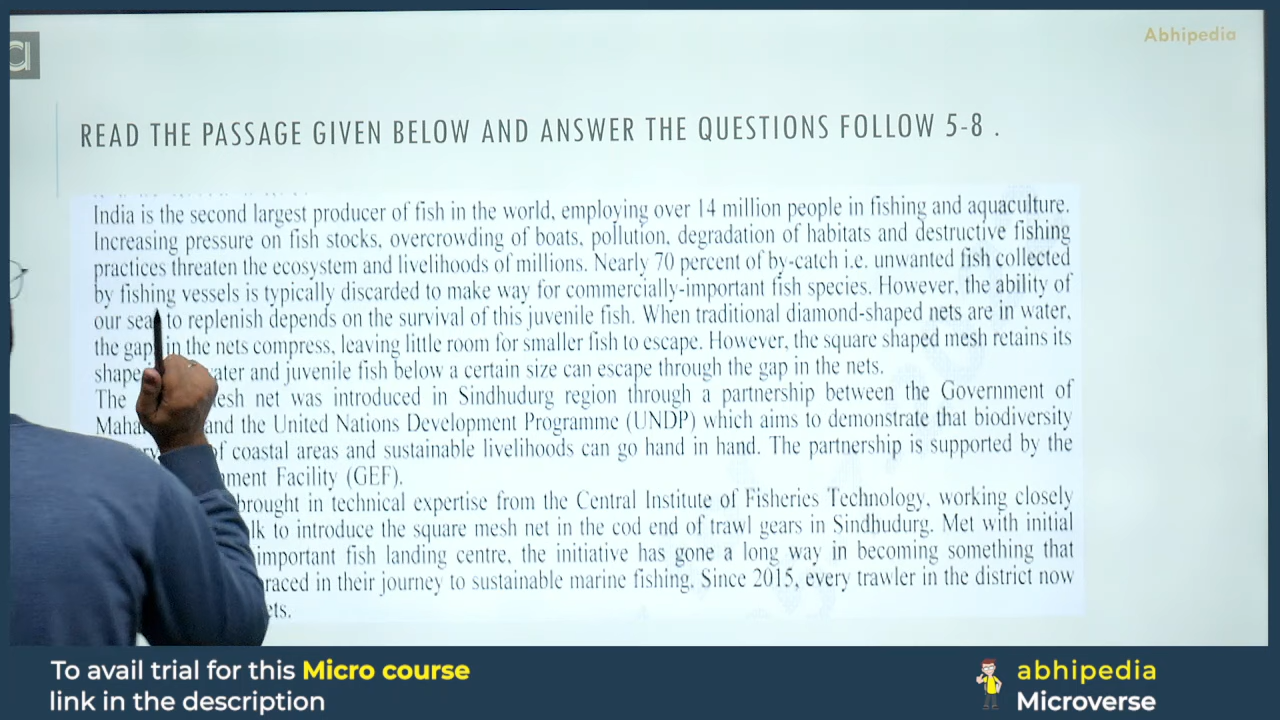 Abhipedia
a
READ THE PASSAGE GIVEN BELOW AND ANSWER THE QUESTIONS FOLLOW 5-8 .
India is the second largest producer of fish in the world, employing over 14 million people in fishing and aquaculture.
Increasing pressure on fish stocks, overcrowding of boats, pollution, degradation of habitats and destructive fishing
practices threaten the ecosystem and livelihoods of millions. Nearly 70 percent of by-catch i.e. unwanted fish collected
by fishing vessels is typically discarded to make way for commercially-important fish species. However, the ability of
our sea to replenish depends on the survival of this juvenile fish. When traditional diamond-shaped nets are in water,
the gap in the nets compress, leaving little room for smaller fish to escape. However, the square shaped mesh retains its
shape ater and juvenile fish below a certain size can escape through the gap in the nets.
The esh net was introduced in Sindhudurg region through a partnership between the Government of
Maha and the United Nations Development Programme (UNDP) which aims to demonstrate that biodiversity
of coastal areas and sustainable livelihoods can go hand in hand. The partnership is supported by the
nment Facility (GEF).
brought in technical expertise from the Central Institute of Fisheries Technology, working closely
lk to introduce the square mesh net in the cod end of trawl gears in Sindhudurg. Met with initial
important fish landing centre, the initiative has gone a long way in becoming something that
raced in their journey to sustainable marine fishing. Since 2015, every trawler in the district now
ets.
To avail trial for this Micro course
link in the description
abhipedia
Microverse